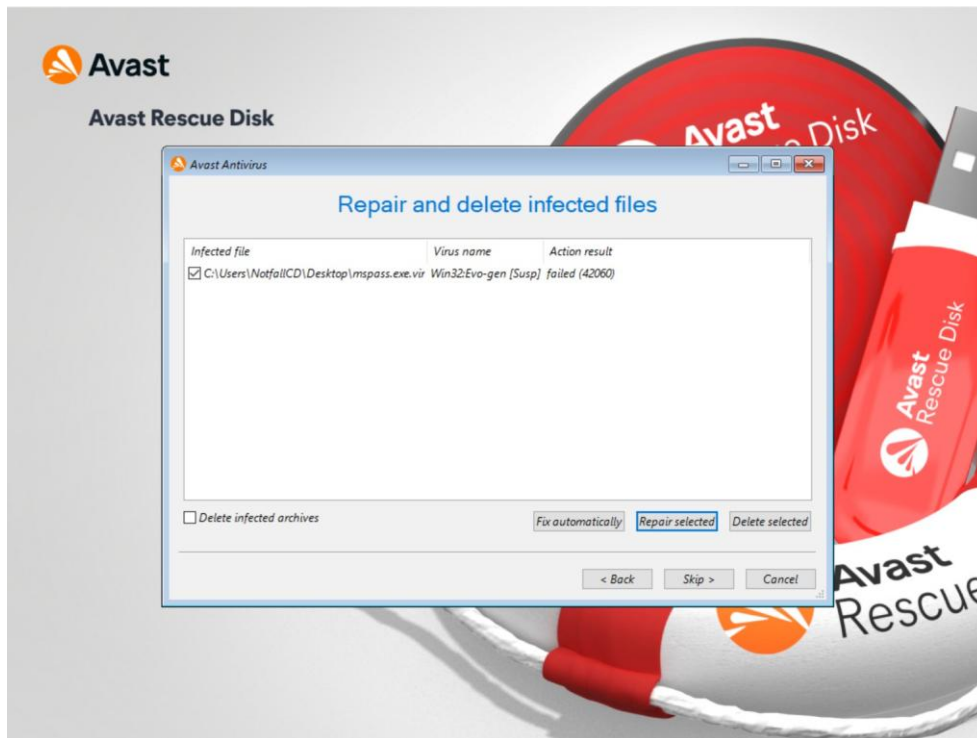 Avast
Avast Rescue Disk
Avast
Disk
Avast Antivirus
Repair and delete infected files
Infected file Virus name Action result
C:\Users\NotfallCD\Desktop\mspass.exe.vir Win32:Evo-gen [Susp] failed (42060)
Avast
Rescue Disk
Delete infected archives
Fix automatically Repair selected Delete selected
< Back Skip > Cancel
Avast
Rescue